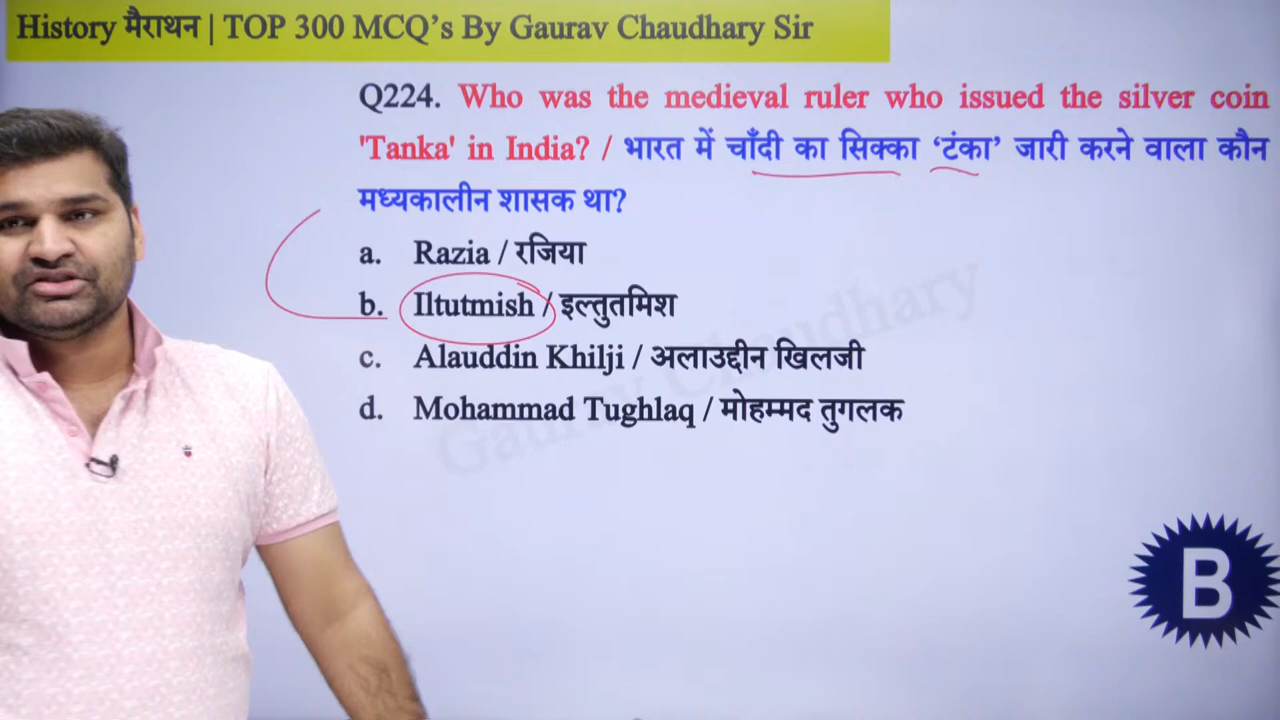 History मैराथन | TOP 300 MCQ’s By Gaurav Chaudhary Sir
Q224. Who was the medieval ruler who issued the silver coin
'Tanka' in India? / भारत में चाँदी का सिक्का ‘टंका’ जारी करने वाला कौन
मध्यकालीन शासक था?
a. Razia / रजिया
b. Iltutmish / इल्तुतमिश
c. Alauddin Khilji / अलाउद्दीन खिलजी
d. Mohammad Tughlaq / मोहम्मद तुगलक
Gaurav Chaudhary
B